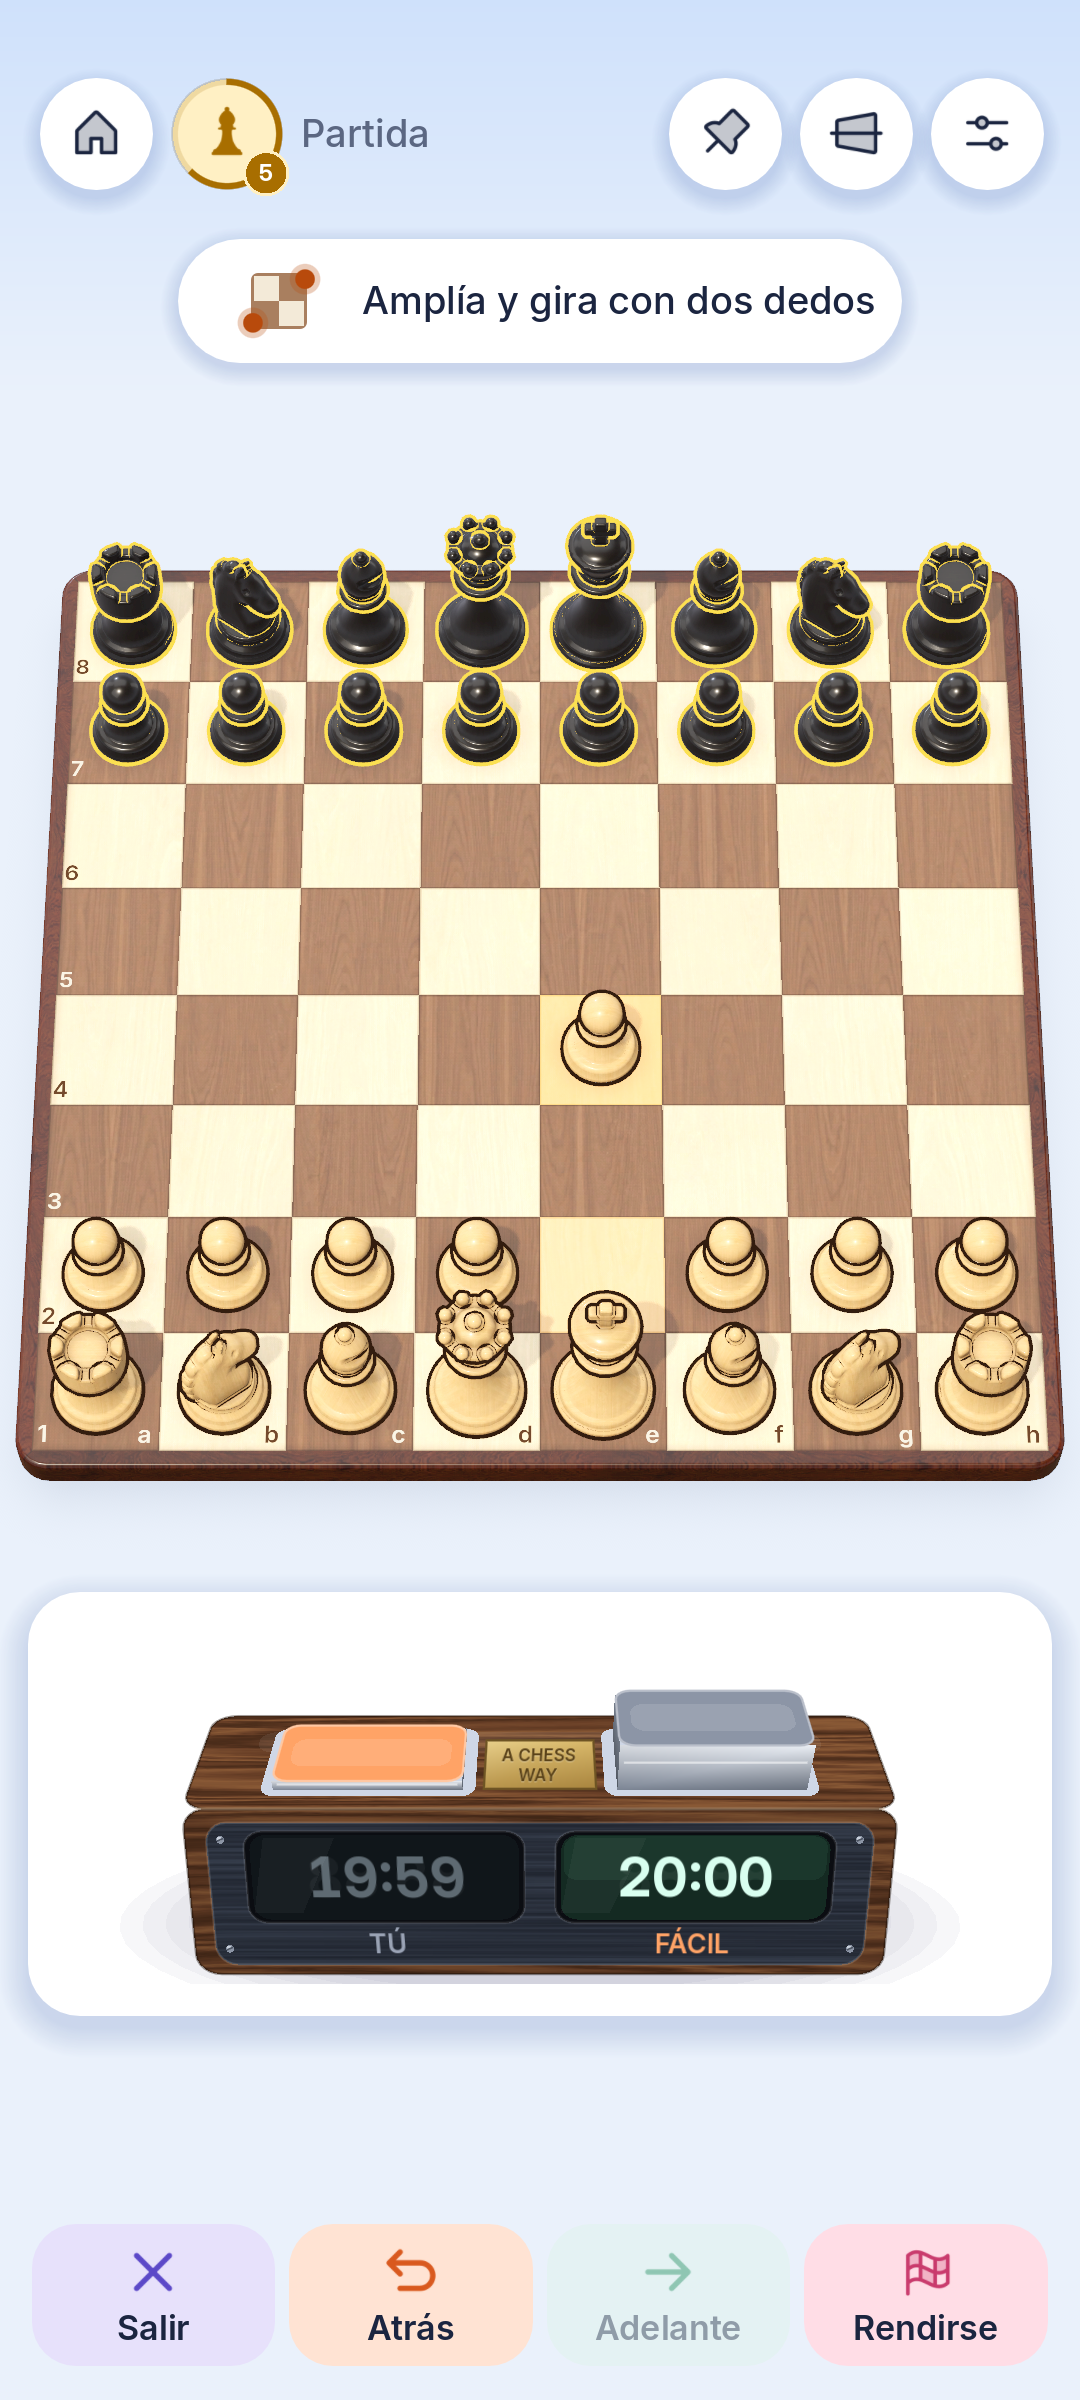 5
Partida
Amplía y gira con dos dedos
8
7
6
5
4
3
2
1 a b c d e f g h
A CHESS
WAY
19:59 20:00
TÚ FÁCIL
Salir Atrás Adelante Rendirse